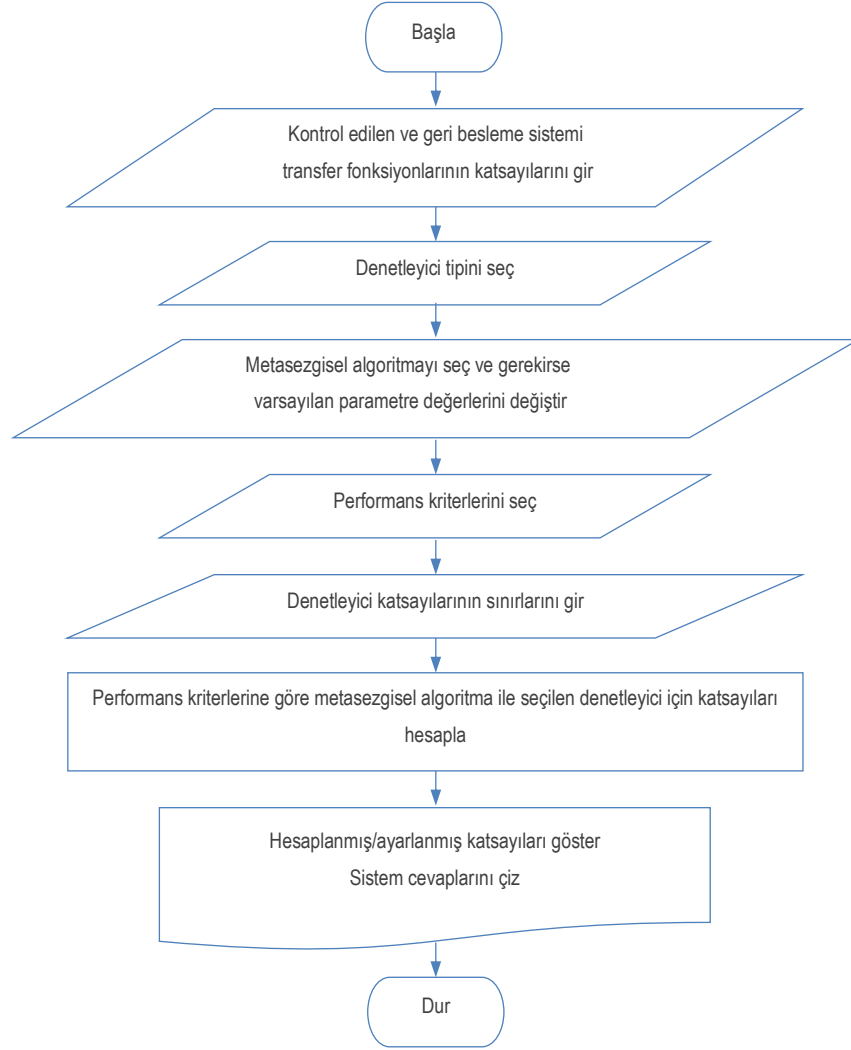 Başla
Kontrol edilen ve geri besleme sistemi
transfer fonksiyonlarının katsayılarını gir
Denetleyici tipini seç
Metasezgisel algoritmayı seç ve gerekirse
varsayılan parametre değerlerini değiştir
Performans kriterlerini seç
Denetleyici katsayılarının sınırlarını gir
Performans kriterlerine göre metasezgisel algoritma ile seçilen denetleyici için katsayıları
hesapla
Hesaplanmış/ayarlanmış katsayıları göster
Sistem cevaplarını çiz
Dur